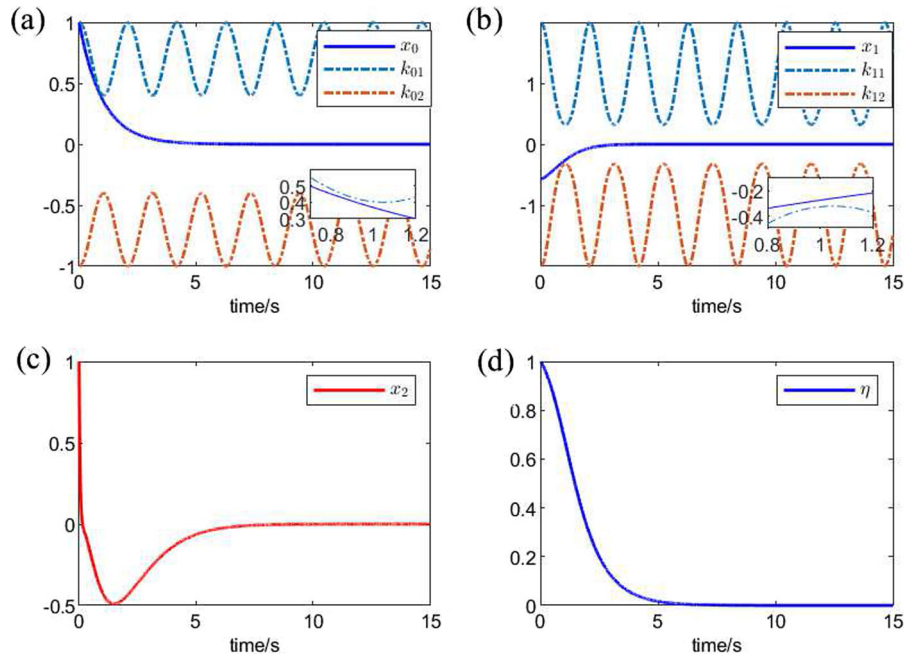 (a)
1
0.5
0
-0.5
-1
x₀
k₀₁
k₀₂
0.5
0.4
0.3
0.8 1 1.2
0 5 10 15
time/s
(b)
1
0
-1
x₁
k₁₁
k₁₂
-0.2
-0.4
0.8 1 1.2
0 5 10 15
time/s
(c)
1
0.5
0
-0.5
x₂
0 5 10 15
time/s
(d)
1
0.8
0.6
0.4
0.2
0
η
0 5 10 15
time/s